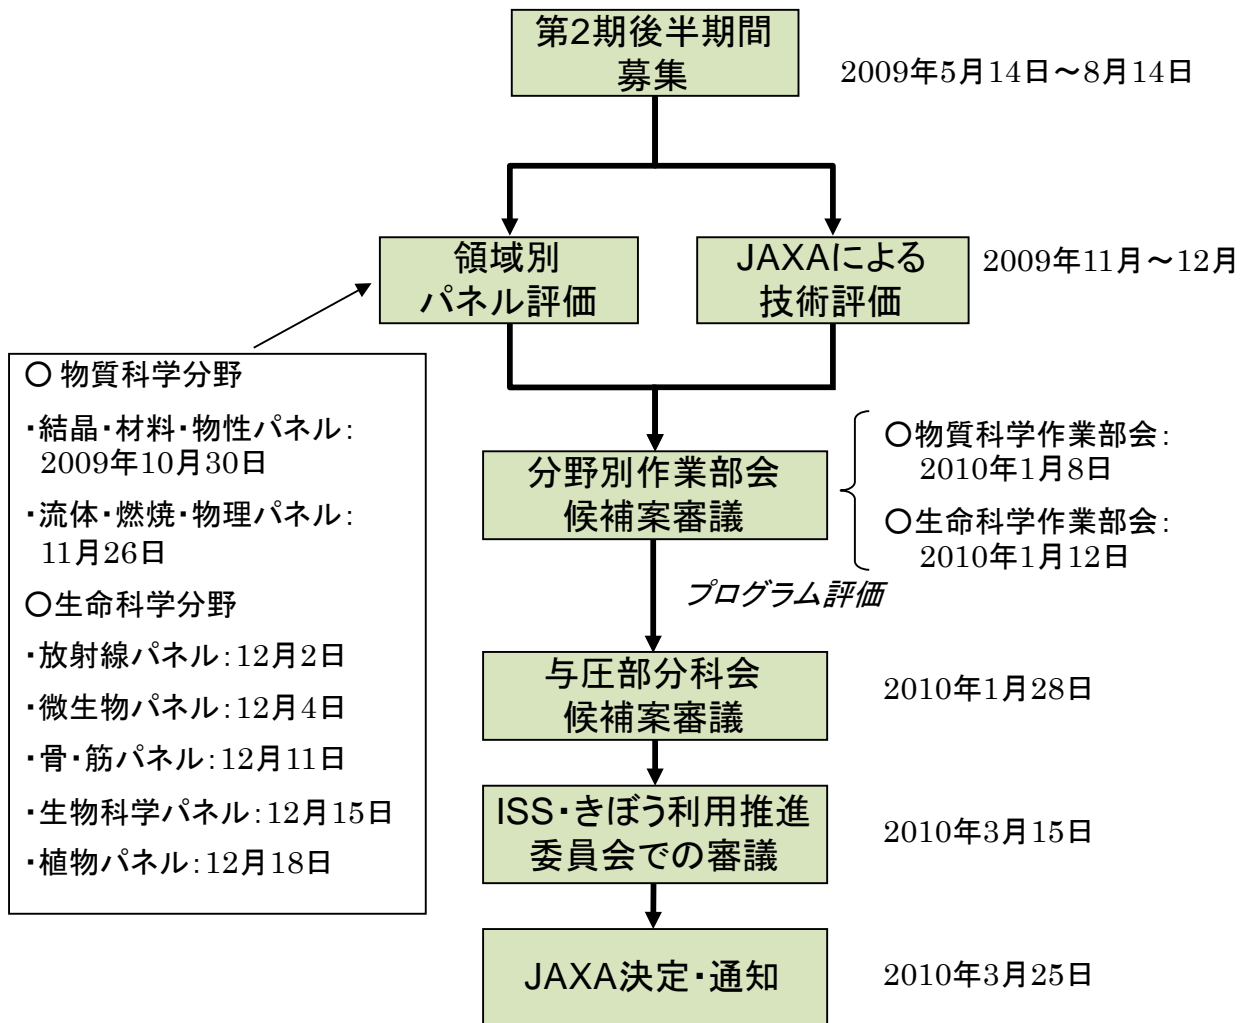 第2期後半期間
募集
2009年5月14日~8月14日
領域別
パネル評価
JAXAによる
技術評価
2009年11月~12月
○ 物質科学分野
・結晶・材料・物性パネル:
2009年10月30日
・流体・燃焼・物理パネル:
11月26日
○生命科学分野
・放射線パネル:12月2日
・微生物パネル:12月4日
・骨・筋パネル:12月11日
・生物科学パネル:12月15日
・植物パネル:12月18日
分野別作業部会
候補案審議
○物質科学作業部会:
2010年1月8日
○生命科学作業部会:
2010年1月12日
プログラム評価
与圧部分科会
候補案審議
2010年1月28日
ISS・きぼう利用推進
委員会での審議
2010年3月15日
JAXA決定・通知
2010年3月25日